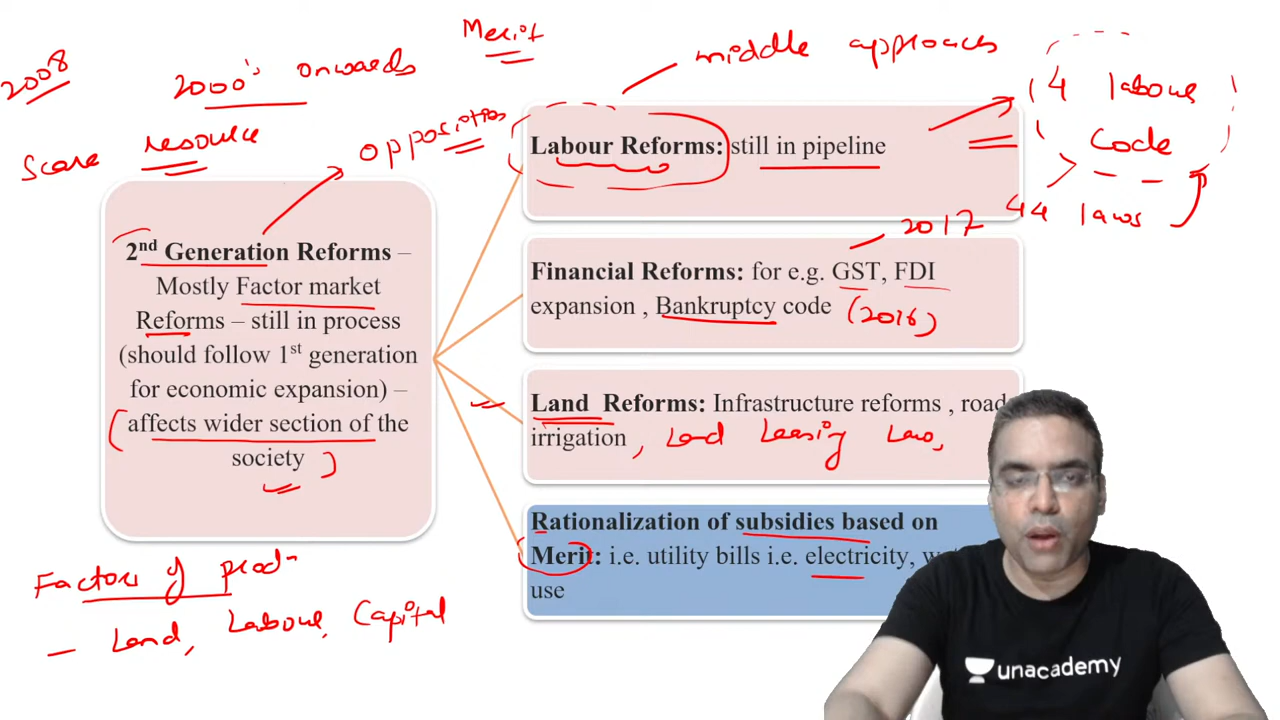 2008
2000's onwards
Merit
middle approach
4 labour
Code
44 laws
Scare resource
opposition
Labour Reforms: still in pipeline
2nd Generation Reforms –
Mostly Factor market
Reforms – still in process
(should follow 1st generation
for economic expansion) –
affects wider section of the
society
2017
Financial Reforms: for e.g. GST, FDI
expansion , Bankruptcy code (2016)
Land Reforms: Infrastructure reforms , road
irrigation , Land Leasing Law,
Rationalization of subsidies based on
Merit: i.e. utility bills i.e. electricity,
use
Factors of prod-
– Land, Labour, Capital
unacademy